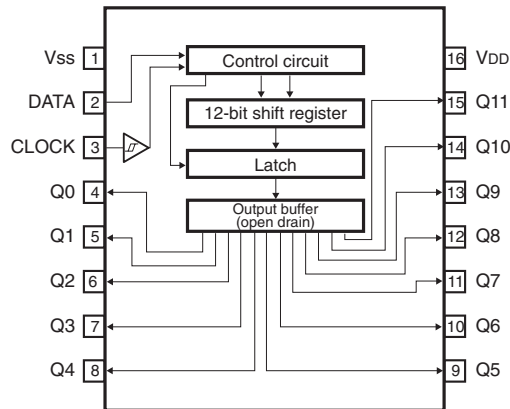 Vss 1
DATA 2
CLOCK 3
Q0 4
Q1 5
Q2 6
Q3 7
Q4 8
Control circuit
12-bit shift register
Latch
Output buffer
(open drain)
16 VDD
15 Q11
14 Q10
13 Q9
12 Q8
11 Q7
10 Q6
9 Q5